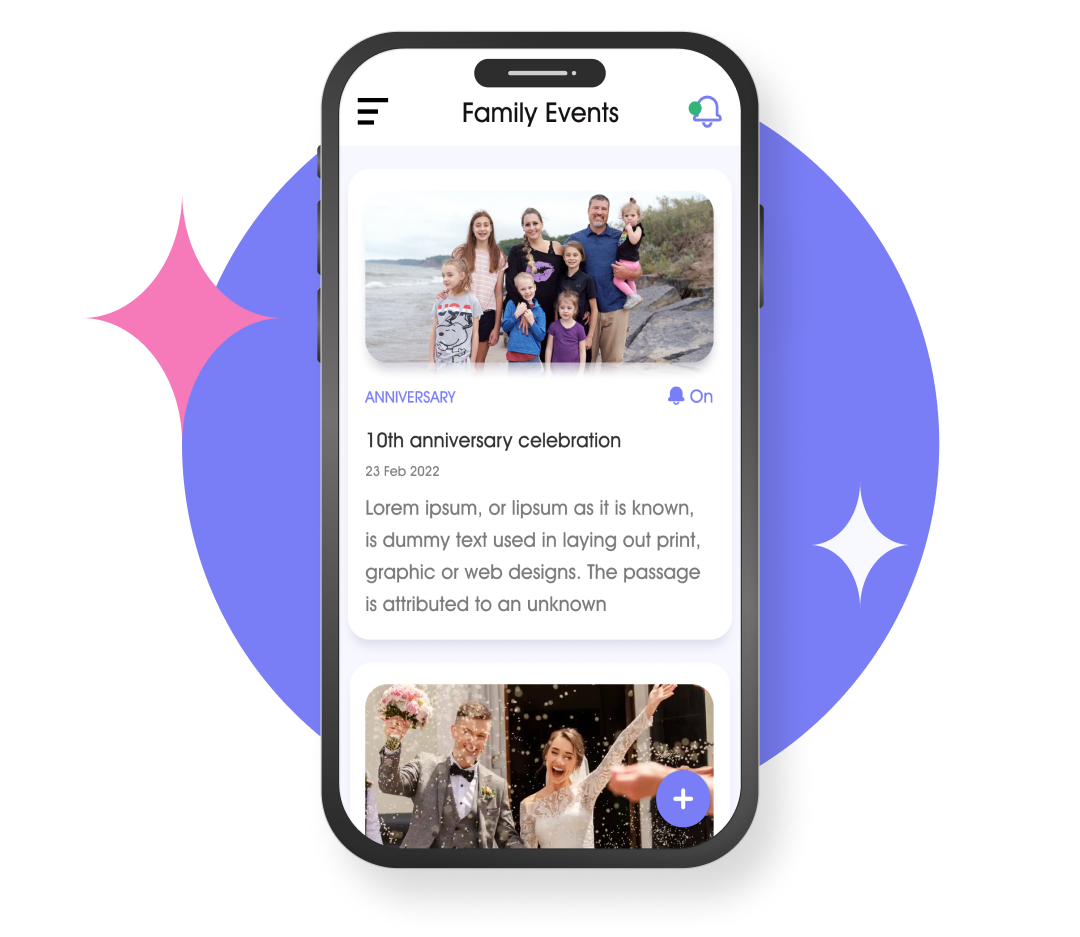 Family Events
USA
ANNIVERSARY
On
10th anniversary celebration
23 Feb 2022
Lorem ipsum, or lipsum as it is known,
is dummy text used in laying out print,
graphic or web designs. The passage
is attributed to an unknown